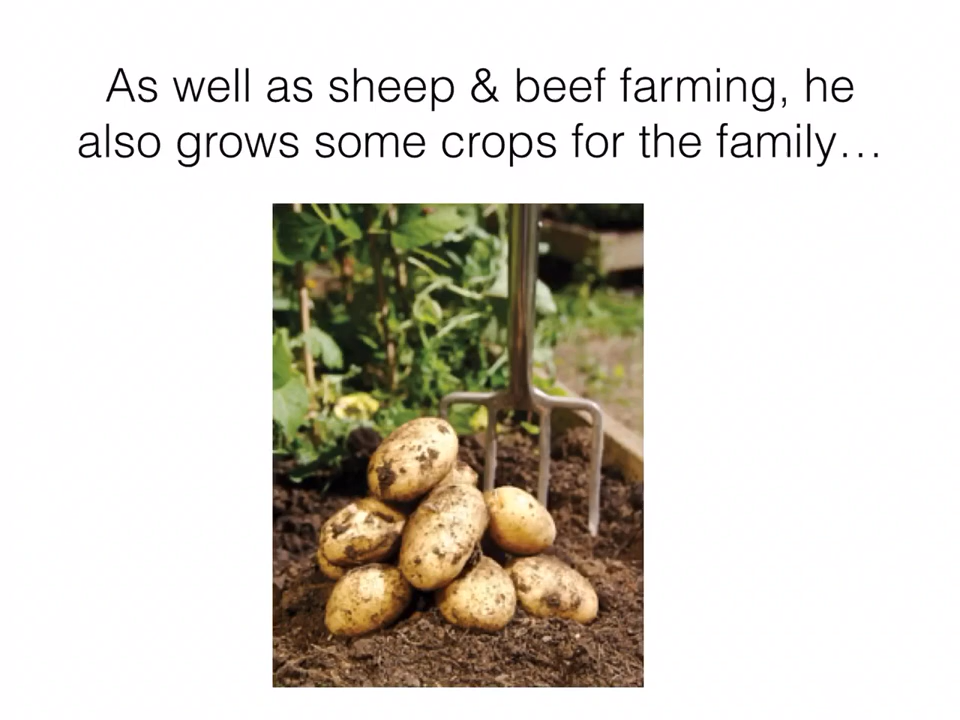 As well as sheep & beef farming, he
also grows some crops for the family…